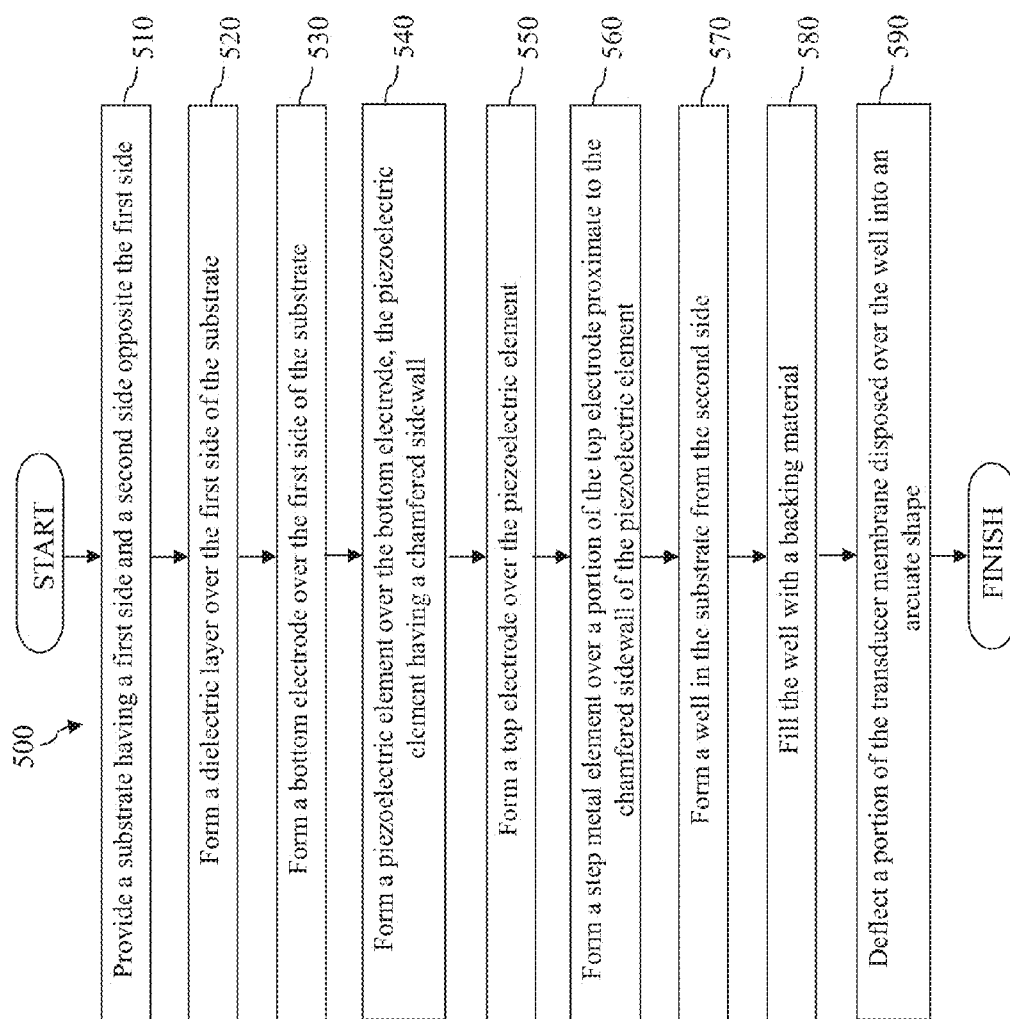 500
START
Provide a substrate having a first side and a second side opposite the first side
510
Form a dielectric layer over the first side of the substrate
520
Form a bottom electrode over the first side of the substrate
530
Form a piezoelectric element over the bottom electrode, the piezoelectric
element having a chamfered sidewall
540
Form a top electrode over the piezoelectric element
550
Form a step metal element over a portion of the top electrode proximate to the
chamfered sidewall of the piezoelectric element
560
Form a well in the substrate from the second side
570
Fill the well with a backing material
580
Deflect a portion of the transducer membrane disposed over the well into an
arcuate shape
590
FINISH